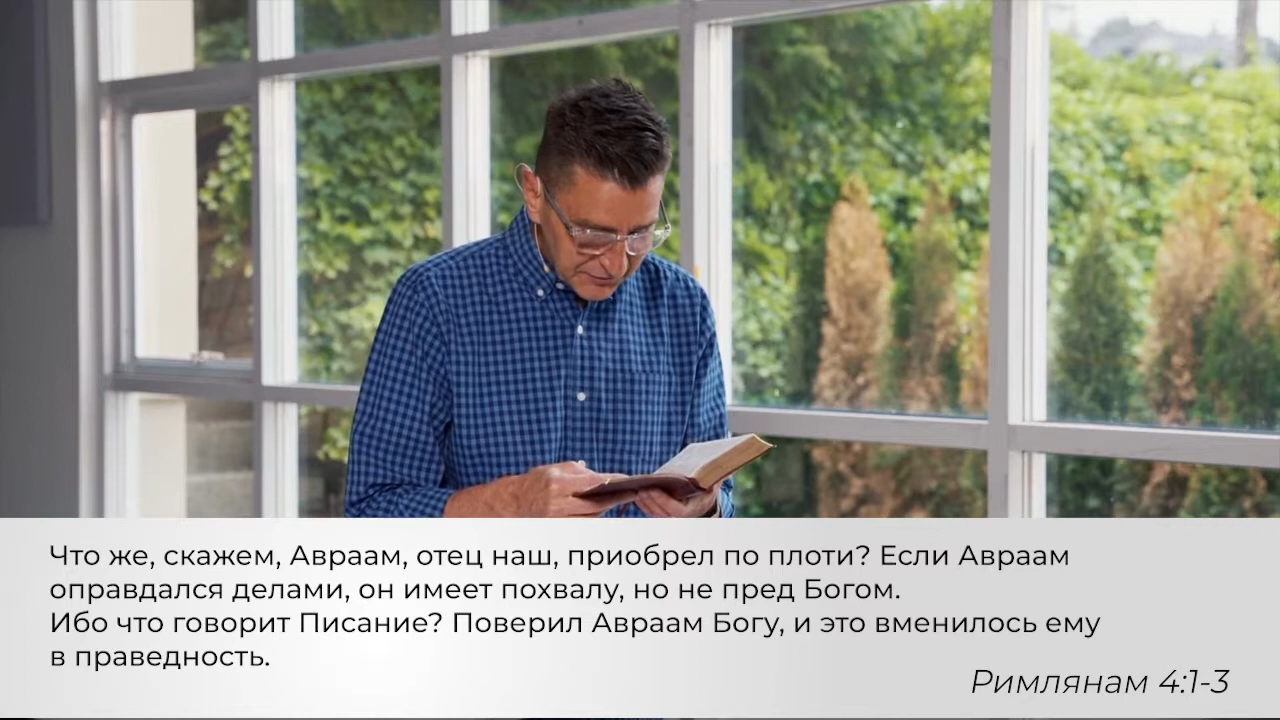 Что же, скажем, Авраам, отец наш, приобрел по плоти? Если Авраам
оправдался делами, он имеет похвалу, но не пред Богом.
Ибо что говорит Писание? Поверил Авраам Богу, и это вменилось ему
в праведность.
Римлянам 4:1-3